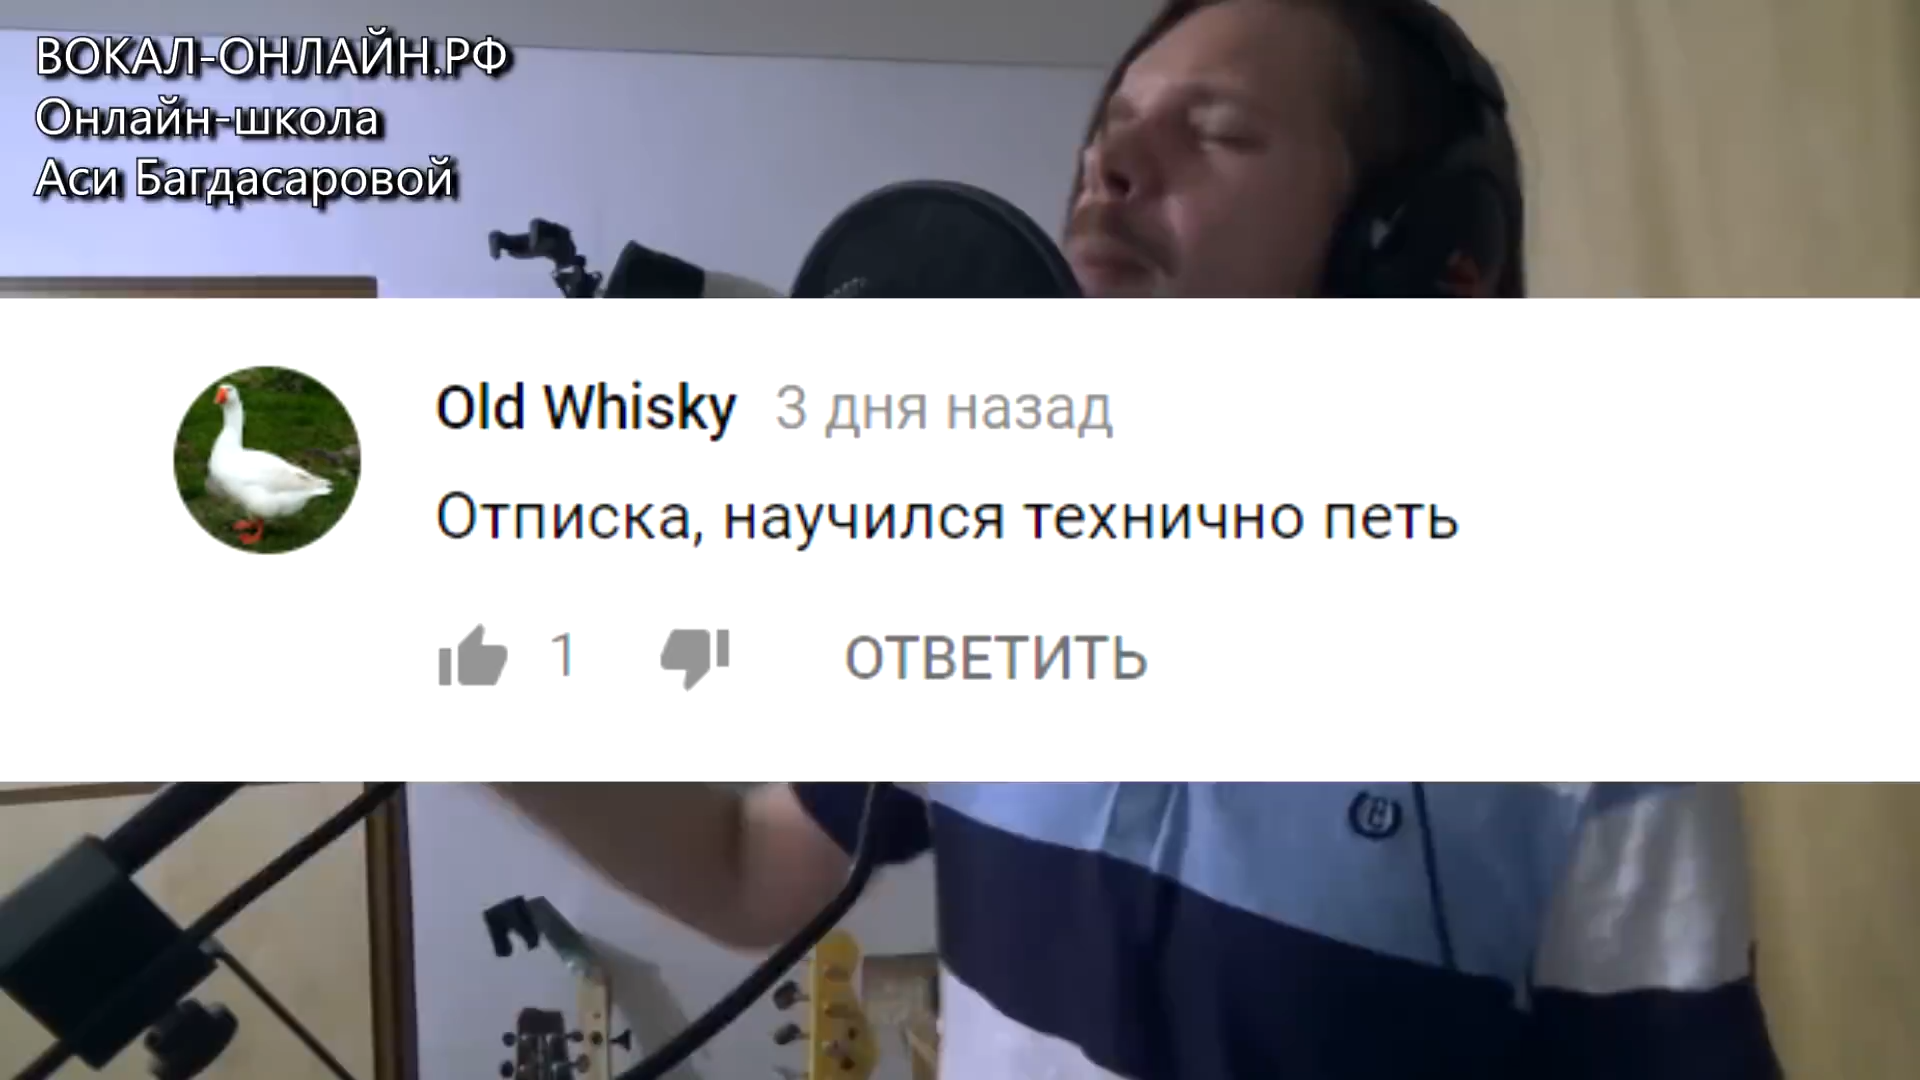 ВОКАЛ-ОНЛАЙН.РФ
Онлайн-школа
Аси Багдасаровой
Old Whisky 3 дня назад
Отписка, научился технично петь
1 ОТВЕТИТЬ